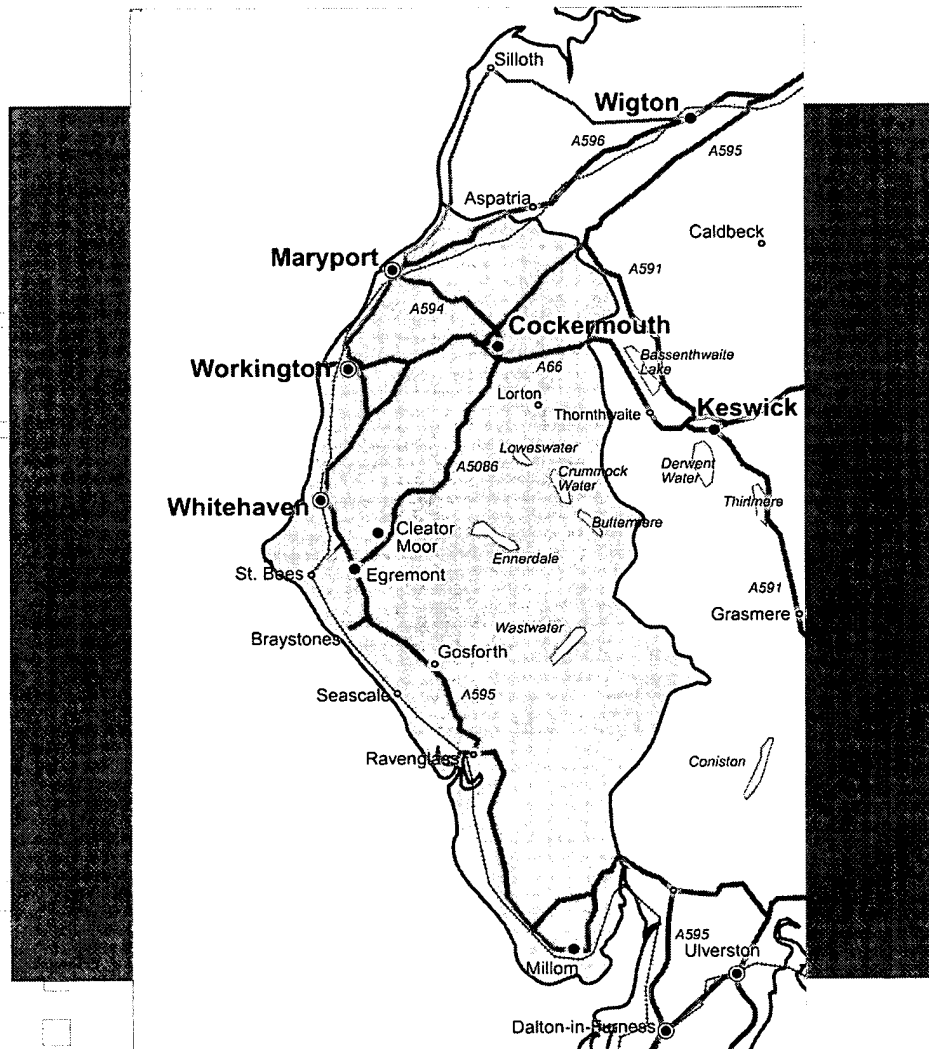 Silloth
Wigton
A596
A595
Aspatria
Caldbeck
Maryport
A591
A594
Cockermouth
Bassenthwaite
Lake
Workington
A66
Lorton
Thornthwaite
Keswick
Loweswater
A5086
Crummock
Water
Derwent
Water
Thirlmere
Whitehaven
Buttermere
Cleator
Moor
Ennerdale
St. Bees
Egremont
A591
Grasmere
Wastwater
Braystones
Gosforth
Seascale
A595
Ravenglass
Coniston
A595
Ulverston
Millom
Dalton-in-Furness